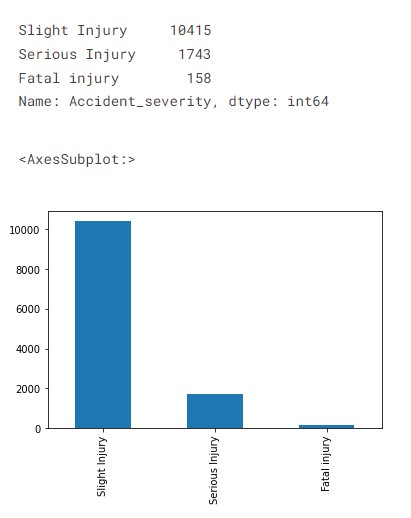 Slight Injury     10415
Serious Injury     1743
Fatal injury        158
Name: Accident_severity, dtype: int64
<AxesSubplot:>
10000
8000
6000
4000
2000
0
Slight Injury
Serious Injury
Fatal injury